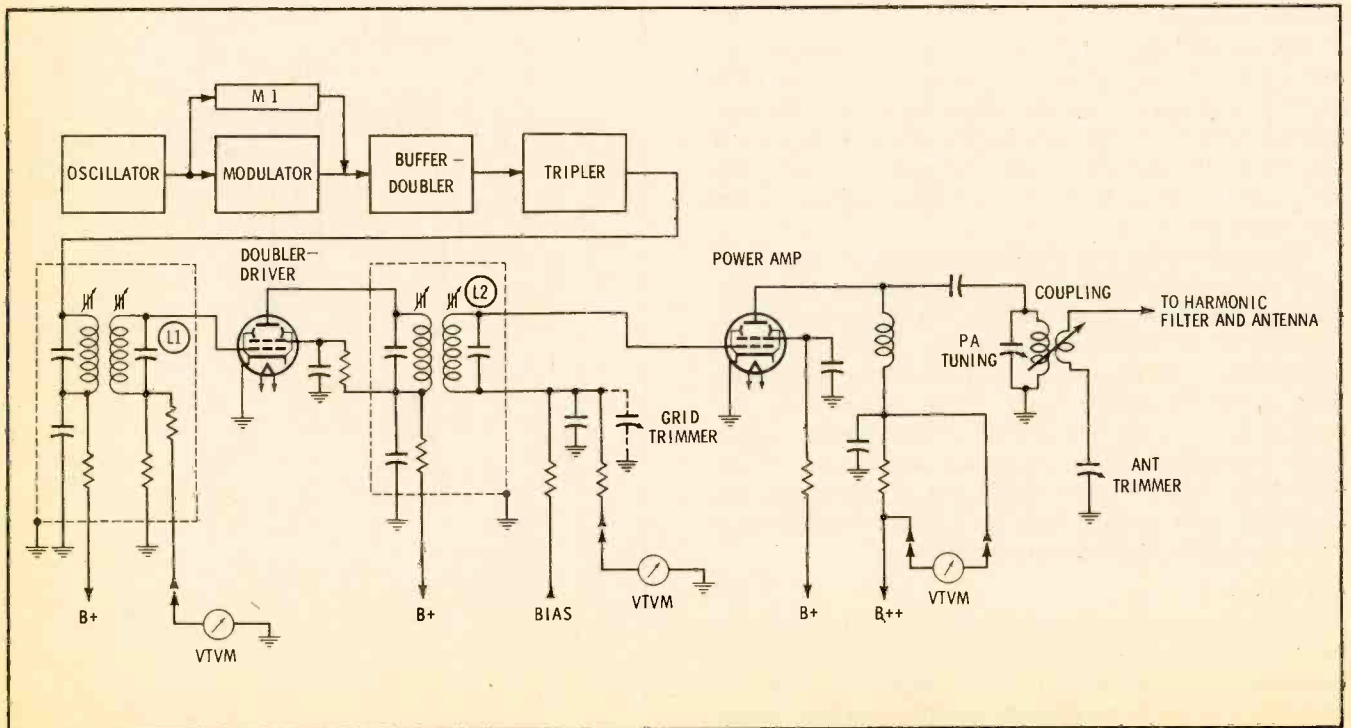 M 1
OSCILLATOR
MODULATOR
BUFFER-
DOUBLER
TRIPLER
DOUBLER-
DRIVER
L1
L2
POWER AMP
COUPLING
TO HARMONIC
FILTER AND ANTENNA
PA
TUNING
GRID
TRIMMER
ANT
TRIMMER
B+
VTVM
B+
BIAS
VTVM
B+
B++
VTVM